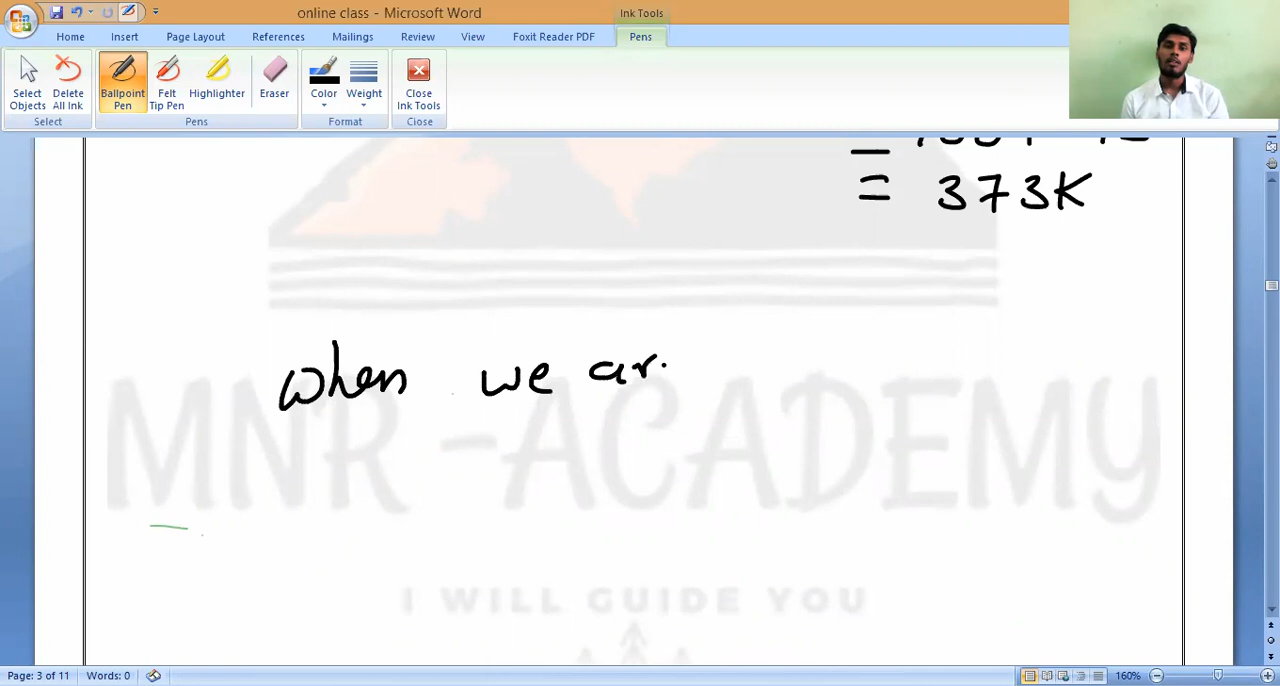 online class - Microsoft Word
Ink Tools
Home Insert Page Layout References Mailings Review View Foxit Reader PDF Pens
Select Objects
Delete All Ink
Ballpoint Pen
Felt Tip Pen
Highlighter
Eraser
Color
Weight
Close Ink Tools
Select Pens Format Close
= 373K
when we ar.
MNR-ACADEMY
I WILL GUIDE YOU
Page: 3 of 11 Words: 0 160%